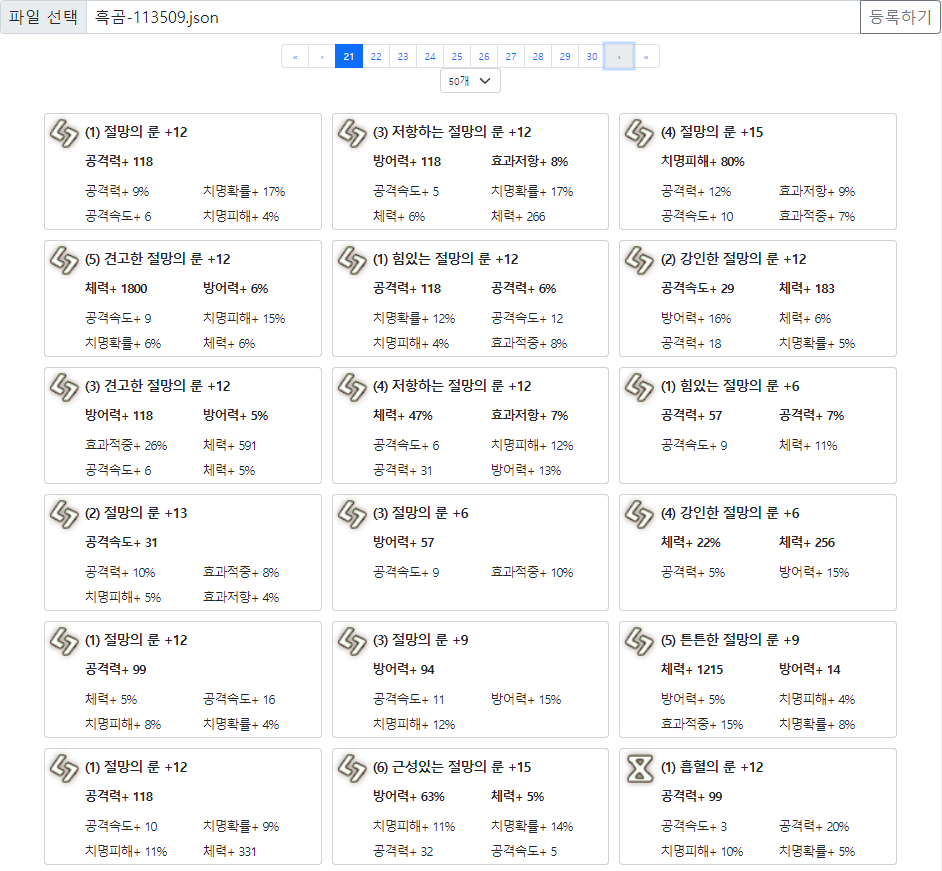 파일 선택 흑곰-113509.json 등록하기
« ‹ 21 22 23 24 25 26 27 28 29 30 › »
50개
(1) 절망의 룬 +12
공격력+ 118
공격력+ 9% 치명확률+ 17%
공격속도+ 6 치명피해+ 4%
(3) 저항하는 절망의 룬 +12
방어력+ 118 효과저항+ 8%
공격속도+ 5 치명확률+ 17%
체력+ 6% 체력+ 266
(4) 절망의 룬 +15
치명피해+ 80%
공격력+ 12% 효과저항+ 9%
공격속도+ 10 효과적중+ 7%
(5) 견고한 절망의 룬 +12
체력+ 1800 방어력+ 6%
공격속도+ 9 치명피해+ 15%
치명확률+ 6% 체력+ 6%
(1) 힘있는 절망의 룬 +12
공격력+ 118 공격력+ 6%
치명확률+ 12% 공격속도+ 12
치명피해+ 4% 효과적중+ 8%
(2) 강인한 절망의 룬 +12
공격속도+ 29 체력+ 183
방어력+ 16% 체력+ 6%
공격력+ 18 치명확률+ 5%
(3) 견고한 절망의 룬 +12
방어력+ 118 방어력+ 5%
효과적중+ 26% 체력+ 591
공격속도+ 6 체력+ 5%
(4) 저항하는 절망의 룬 +12
체력+ 47% 효과저항+ 7%
공격속도+ 6 치명피해+ 12%
공격력+ 31 방어력+ 13%
(1) 힘있는 절망의 룬 +6
공격력+ 57 공격력+ 7%
공격속도+ 9 체력+ 11%
(2) 절망의 룬 +13
공격속도+ 31
공격력+ 10% 효과적중+ 8%
치명피해+ 5% 효과저항+ 4%
(3) 절망의 룬 +6
방어력+ 57
공격속도+ 9 효과적중+ 10%
(4) 강인한 절망의 룬 +6
체력+ 22% 체력+ 256
공격력+ 5% 방어력+ 15%
(1) 절망의 룬 +12
공격력+ 99
체력+ 5% 공격속도+ 16
치명피해+ 8% 치명확률+ 4%
(3) 절망의 룬 +9
방어력+ 94
공격속도+ 11 방어력+ 15%
치명피해+ 12%
(5) 튼튼한 절망의 룬 +9
체력+ 1215 방어력+ 14
방어력+ 5% 치명피해+ 4%
효과적중+ 15% 치명확률+ 8%
(1) 절망의 룬 +12
공격력+ 118
공격속도+ 10 치명확률+ 9%
치명피해+ 11% 체력+ 331
(6) 근성있는 절망의 룬 +15
방어력+ 63% 체력+ 5%
치명피해+ 11% 치명확률+ 14%
공격력+ 32 공격속도+ 5
(1) 흡혈의 룬 +12
공격력+ 99
공격속도+ 3 공격력+ 20%
치명피해+ 10% 치명확률+ 5%